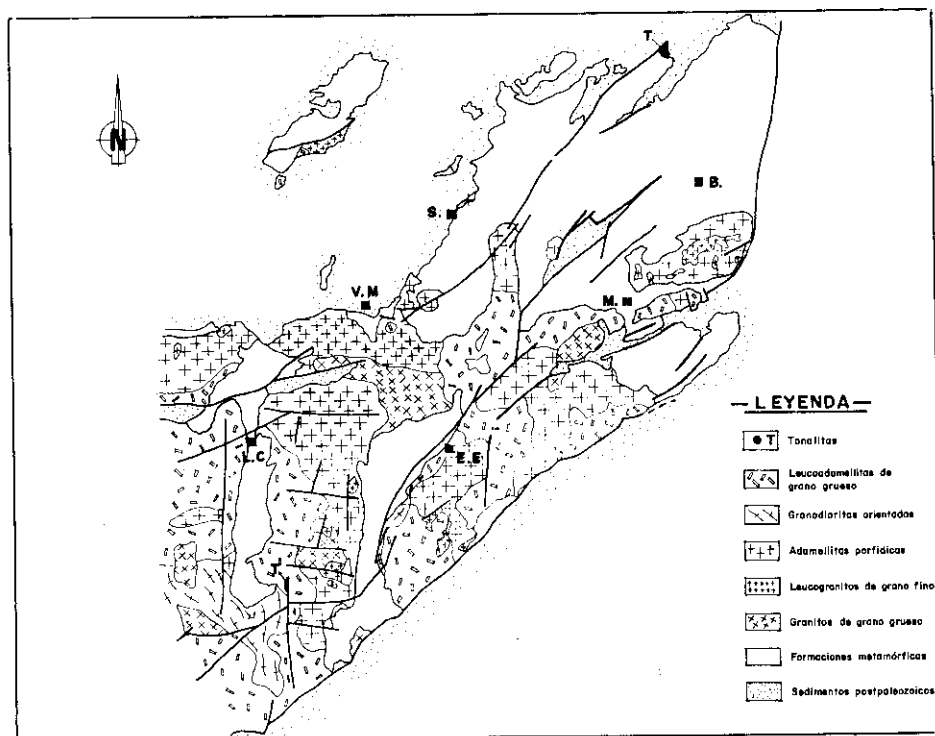 T.
N
B.
S.
V.M
M.
L.C
E.E.
J.
— LEYENDA —
T Tonalitas
Leucoadamellitas de
grano grueso
Granodioritas orientadas
Adamellitas porfídicas
Leucogranitos de grano fino
Granitos de grano grueso
Formaciones metamórficas
Sedimentos postpaleozoicos